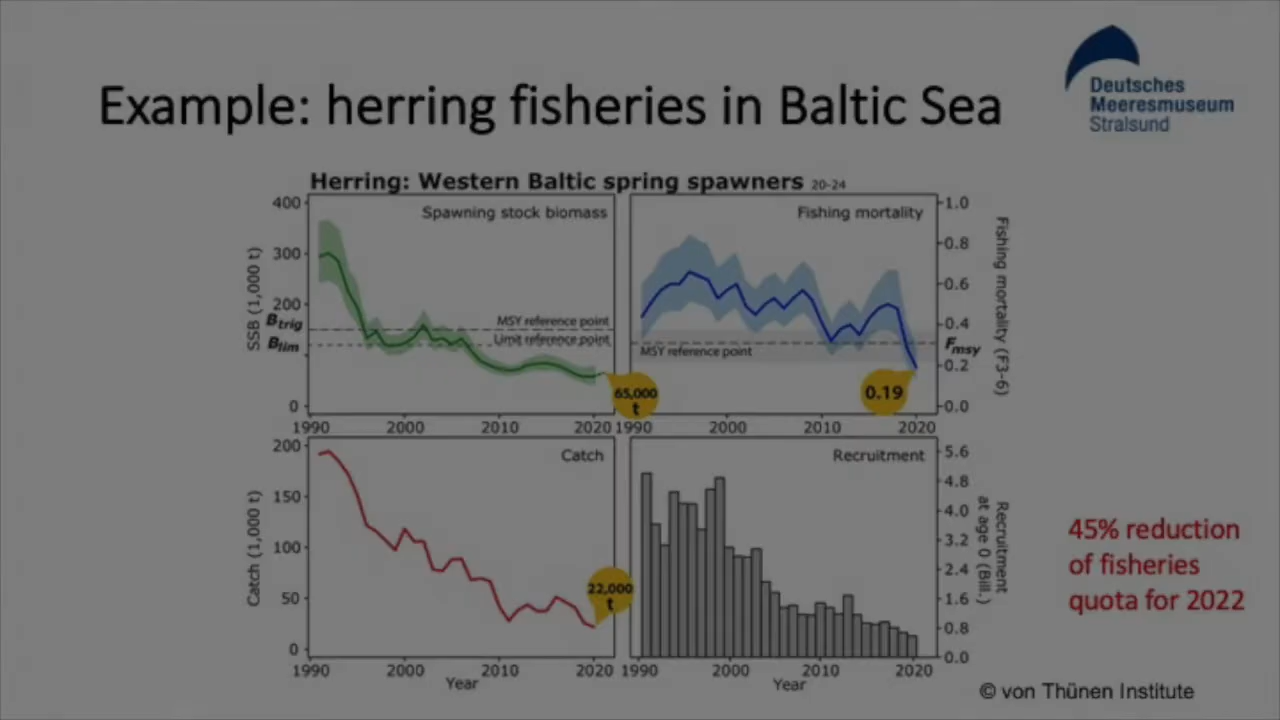 Example: herring fisheries in Baltic Sea
Deutsches
Meeresmuseum
Stralsund
Herring: Western Baltic spring spawners 20-24
Spawning stock biomass
SSB (1,000 t)
400
300
200
0
Btrig
Blim
MSY reference point
Limit reference point
65,000
t
1990 2000 2010 2020
Fishing mortality
1.0
0.8
0.6
0.4
0.2
0.0
Fmsy
Fishing mortality (F3-6)
MSY reference point
0.19
1990 2000 2010 2020
Catch
Catch (1,000 t)
200
150
100
50
0
22,000
t
1990 2000 2010 2020
Year
Recruitment
5.6
4.8
4.0
3.2
2.4
1.6
0.8
0.0
Recruitment
at age 0 (Bill.)
1990 2000 2010 2020
Year
45% reduction
of fisheries
quota for 2022
© von Thünen Institute